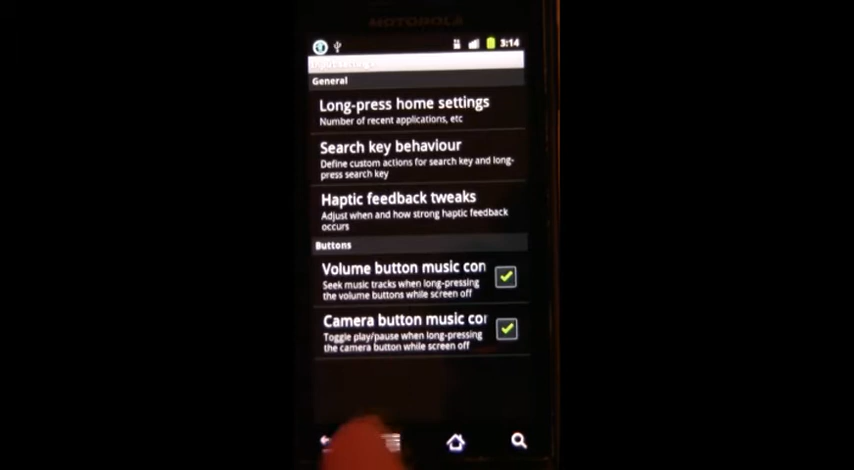 MOTOROLA
3:14
General
Long-press home settings
Number of recent applications, etc
Search key behaviour
Define custom actions for search key and long-
press search key
Haptic feedback tweaks
Adjust when and how strong haptic feedback
occurs
Buttons
Volume button music con
Seek music tracks when long-pressing
the volume buttons while screen off
Camera button music co
Toggle play/pause when long-pressing
the camera button while screen off